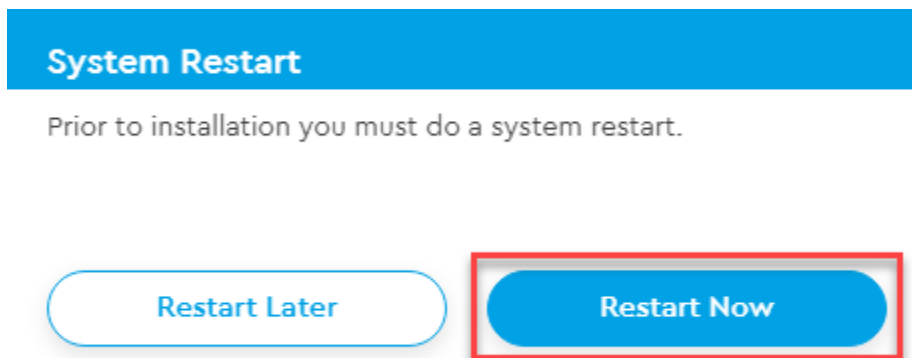 System Restart
Prior to installation you must do a system restart.
Restart Later
Restart Now